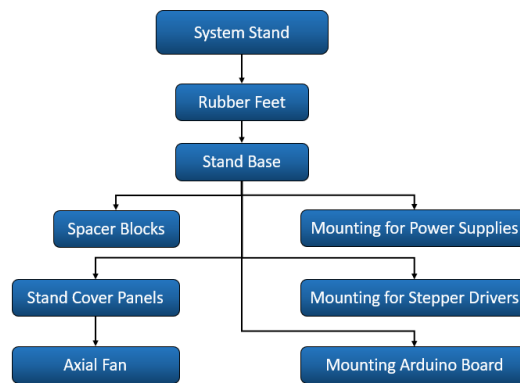 System Stand
Rubber Feet
Stand Base
Spacer Blocks
Mounting for Power Supplies
Stand Cover Panels
Mounting for Stepper Drivers
Axial Fan
Mounting Arduino Board